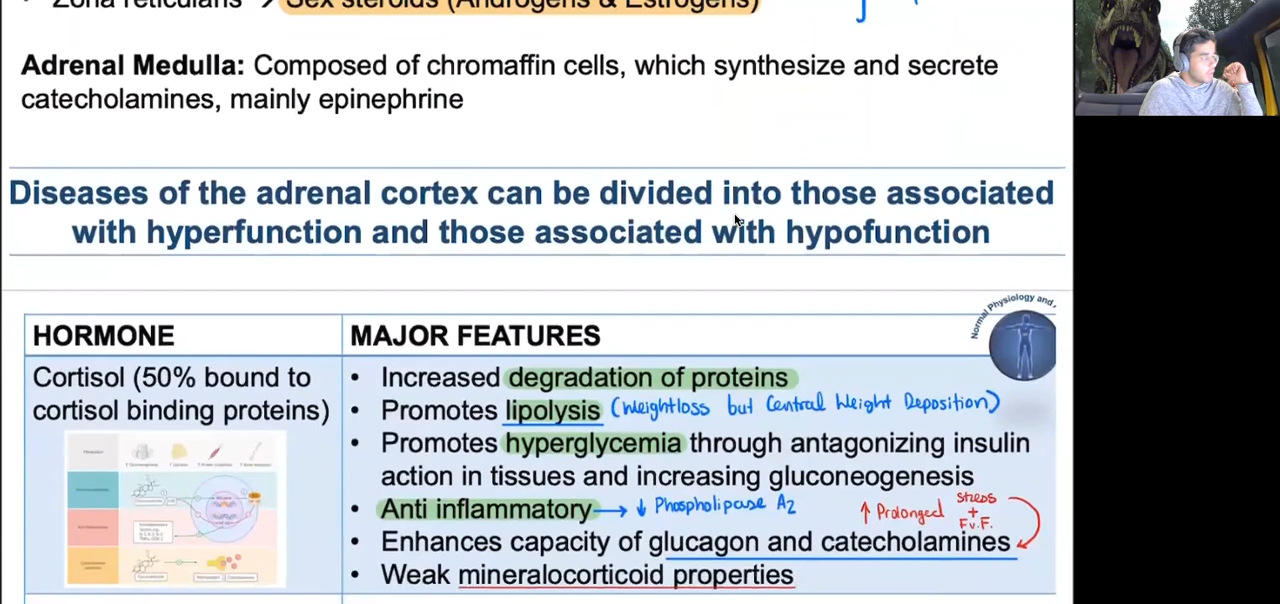 • Zona reticularis → Sex steroids (Androgens & Estrogens)
Adrenal Medulla: Composed of chromaffin cells, which synthesize and secrete
catecholamines, mainly epinephrine
Diseases of the adrenal cortex can be divided into those associated
with hyperfunction and those associated with hypofunction
Normal Physiology and
HORMONE
MAJOR FEATURES
Cortisol (50% bound to
cortisol binding proteins)
• Increased degradation of proteins
• Promotes lipolysis (Weightloss but Central Weight Deposition)
• Promotes hyperglycemia through antagonizing insulin
action in tissues and increasing gluconeogenesis
• Anti inflammatory → ↓ Phospholipase A2
↑ Prolonged stress
+
F.v.F.
• Enhances capacity of glucagon and catecholamines
• Weak mineralocorticoid properties